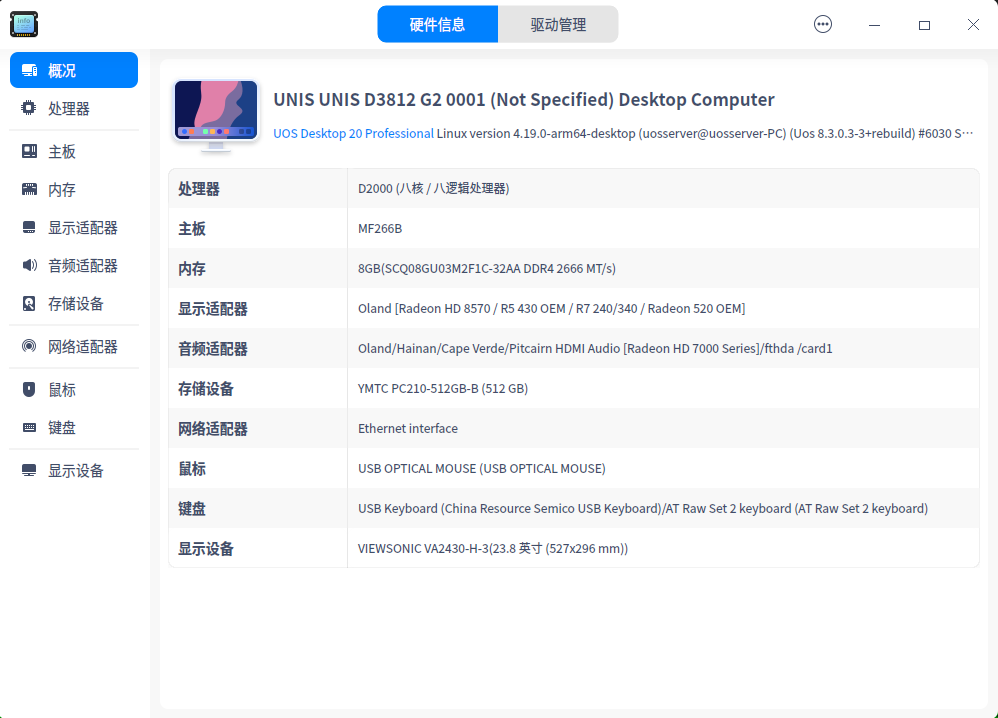 info
硬件信息
驱动管理
概况
处理器
主板
内存
显示适配器
音频适配器
存储设备
网络适配器
鼠标
键盘
显示设备
UNIS UNIS D3812 G2 0001 (Not Specified) Desktop Computer
UOS Desktop 20 Professional Linux version 4.19.0-arm64-desktop (uosserver@uosserver-PC) (Uos 8.3.0.3-3+rebuild) #6030 S⋯
处理器 D2000 (八核 / 八逻辑处理器)
主板 MF266B
内存 8GB(SCQ08GU03M2F1C-32AA DDR4 2666 MT/s)
显示适配器 Oland [Radeon HD 8570 / R5 430 OEM / R7 240/340 / Radeon 520 OEM]
音频适配器 Oland/Hainan/Cape Verde/Pitcairn HDMI Audio [Radeon HD 7000 Series]/fthda /card1
存储设备 YMTC PC210-512GB-B (512 GB)
网络适配器 Ethernet interface
鼠标 USB OPTICAL MOUSE (USB OPTICAL MOUSE)
键盘 USB Keyboard (China Resource Semico USB Keyboard)/AT Raw Set 2 keyboard (AT Raw Set 2 keyboard)
显示设备 VIEWSONIC VA2430-H-3(23.8 英寸 (527x296 mm))